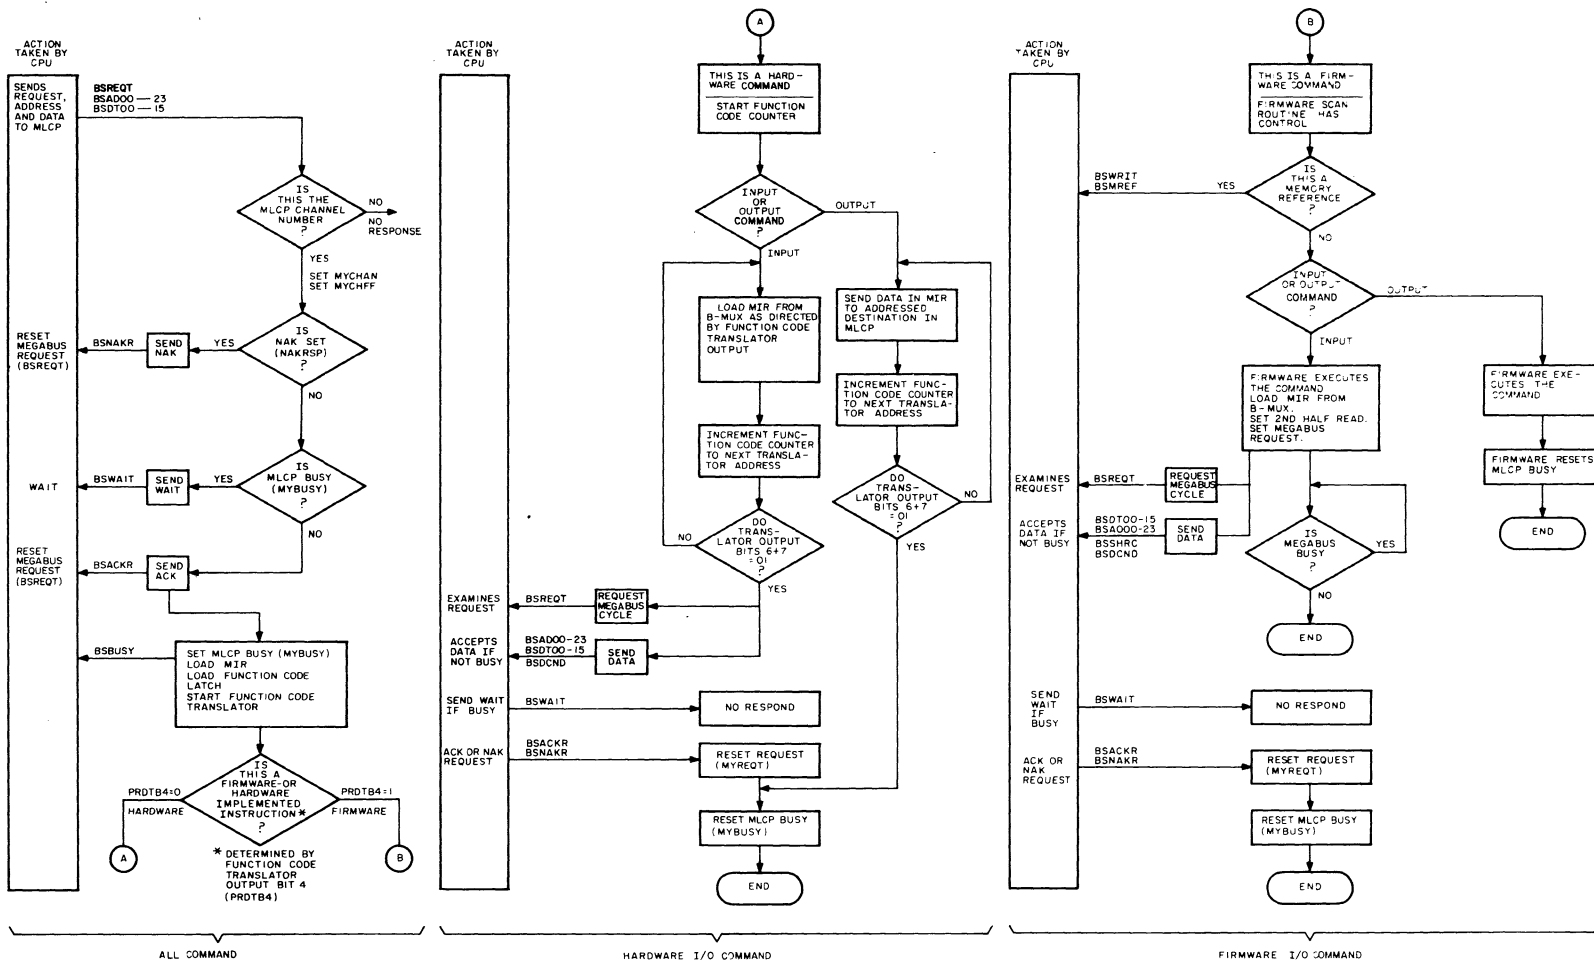 ACTION
TAKEN BY
CPU
SENDS
REQUEST,
ADDRESS
AND DATA
TO MLCP
BSREQT
BSADOO — 23
BSDTOO — 15
IS
THIS THE
MLCP CHANNEL
NUMBER
?
NO
NO
RESPONSE
YES
SET MYCHAN
SET MYCHFF
IS
NAK SET
(NAKRSP)
?
YES
SEND
NAK
BSNAKR
RESET
MEGABUS
REQUEST
(BSREQT)
NO
IS
MLCP BUSY
(MYBUSY)
?
YES
SEND
WAIT
BSWAIT
WAIT
NO
SEND
ACK
BSACKR
RESET
MEGABUS
REQUEST
(BSREQT)
BSBUSY
SET MLCP BUSY (MYBUSY)
LOAD MIR
LOAD FUNCTION CODE
LATCH
START FUNCTION CODE
TRANSLATOR
IS
THIS A
FIRMWARE-OR
HARDWARE
IMPLEMENTED
INSTRUCTION*
?
PRDTB4=0
HARDWARE
PRDTB4=1
FIRMWARE
A
B
* DETERMINED BY
FUNCTION CODE
TRANSLATOR
OUTPUT BIT 4
(PRDTB4)
ALL COMMAND
ACTION
TAKEN BY
CPU
A
THIS IS A HARD-
WARE COMMAND
START FUNCTION
CODE COUNTER
INPUT
OR
OUTPUT
COMMAND
?
OUTPUT
INPUT
LOAD MIR FROM
B-MUX AS DIRECTED
BY FUNCTION CODE
TRANSLATOR
OUTPUT
SEND DATA IN MIR
TO ADDRESSED
DESTINATION IN
MLCP
INCREMENT FUNC-
TION CODE COUNTER
TO NEXT TRANSLA-
TOR ADDRESS
INCREMENT FUNC-
TION CODE COUNTER
TO NEXT TRANSLA-
TOR ADDRESS
DO
TRANS-
LATOR OUTPUT
BITS 6+7
=01
?
NO
YES
DO
TRANS-
LATOR OUTPUT
BITS 6+7
=01
?
NO
YES
EXAMINES
REQUEST
BSREQT
REQUEST
MEGABUS
CYCLE
ACCEPTS
DATA IF
NOT BUSY
BSADOO-23
BSDTOO-15
BSDCND
SEND
DATA
SEND WAIT
IF BUSY
BSWAIT
NO RESPOND
ACK OR NAK
REQUEST
BSACKR
BSNAKR
RESET REQUEST
(MYREQT)
RESET MLCP BUSY
(MYBUSY)
END
HARDWARE I/O COMMAND
ACTION
TAKEN BY
CPU
B
THIS IS A FIRM-
WARE COMMAND
FIRMWARE SCAN
ROUTINE HAS
CONTROL
IS
THIS A
MEMORY
REFERENCE
?
YES
BSWRIT
BSMREF
NO
INPUT
OR OUTPUT
COMMAND
?
OUTPUT
INPUT
FIRMWARE EXECUTES
THE COMMAND
LOAD MIR FROM
B-MUX.
SET 2ND HALF READ.
SET MEGABUS
REQUEST.
FIRMWARE EXE-
CUTES THE
COMMAND
FIRMWARE RESETS
MLCP BUSY
END
EXAMINES
REQUEST
BSREQT
REQUEST
MEGABUS
CYCLE
ACCEPTS
DATA IF
NOT BUSY
BSDTOO-15
BSAOOO-23
BSSHRC
BSDCND
SEND
DATA
IS
MEGABUS
BUSY
?
YES
NO
END
SEND
WAIT
IF
BUSY
BSWAIT
NO RESPOND
ACK OR
NAK
REQUEST
BSACKR
BSNAKR
RESET REQUEST
(MYREQT)
RESET MLCP BUSY
(MYBUSY)
END
FIRMWARE I/O COMMAND